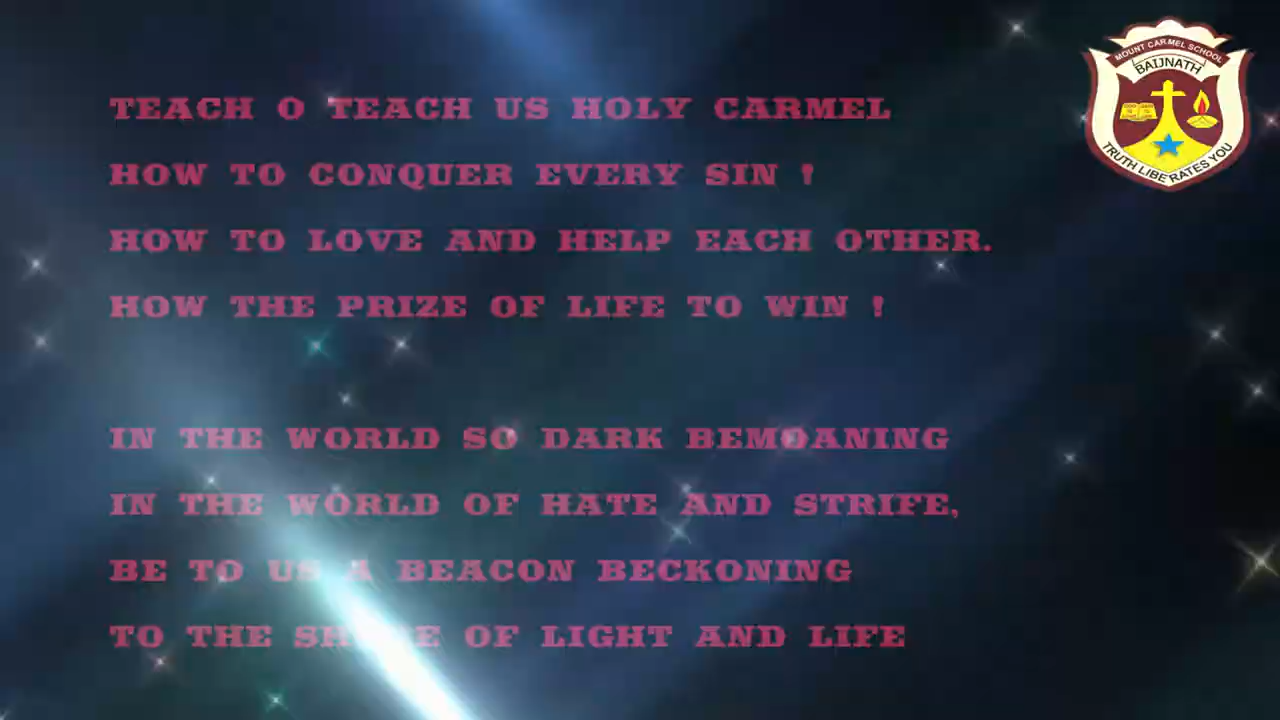 TEACH O TEACH US HOLY CARMEL
HOW TO CONQUER EVERY SIN !
HOW TO LOVE AND HELP EACH OTHER.
HOW THE PRIZE OF LIFE TO WIN !
IN THE WORLD SO DARK BEMOANING
IN THE WORLD OF HATE AND STRIFE,
BE TO US A BEACON BECKONING
TO THE OF LIGHT AND LIFE
MOUNT CARMEL SCHOOL
BAIJNATH
TRUTH LIBERATES YOU